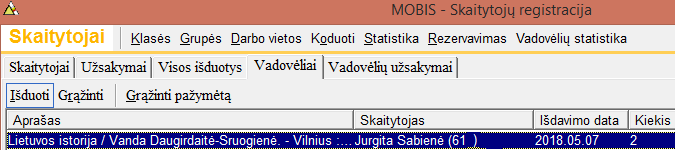 MOBIS - Skaitytojų registracija
Skaitytojai Klasės Grupės Darbo vietos Koduoti Statistika Rezervavimas Vadovėlių statistika
Skaitytojai Užsakymai Visos išduotys Vadovėliai Vadovėlių užsakymai
Išduoti Grąžinti Grąžinti pažymėtą
Aprašas Skaitytojas Išdavimo data Kiekis
Lietuvos istorija / Vanda Daugirdaitė-Sruogienė. - Vilnius :... Jurgita Sabienė (61_) 2018.05.07 2